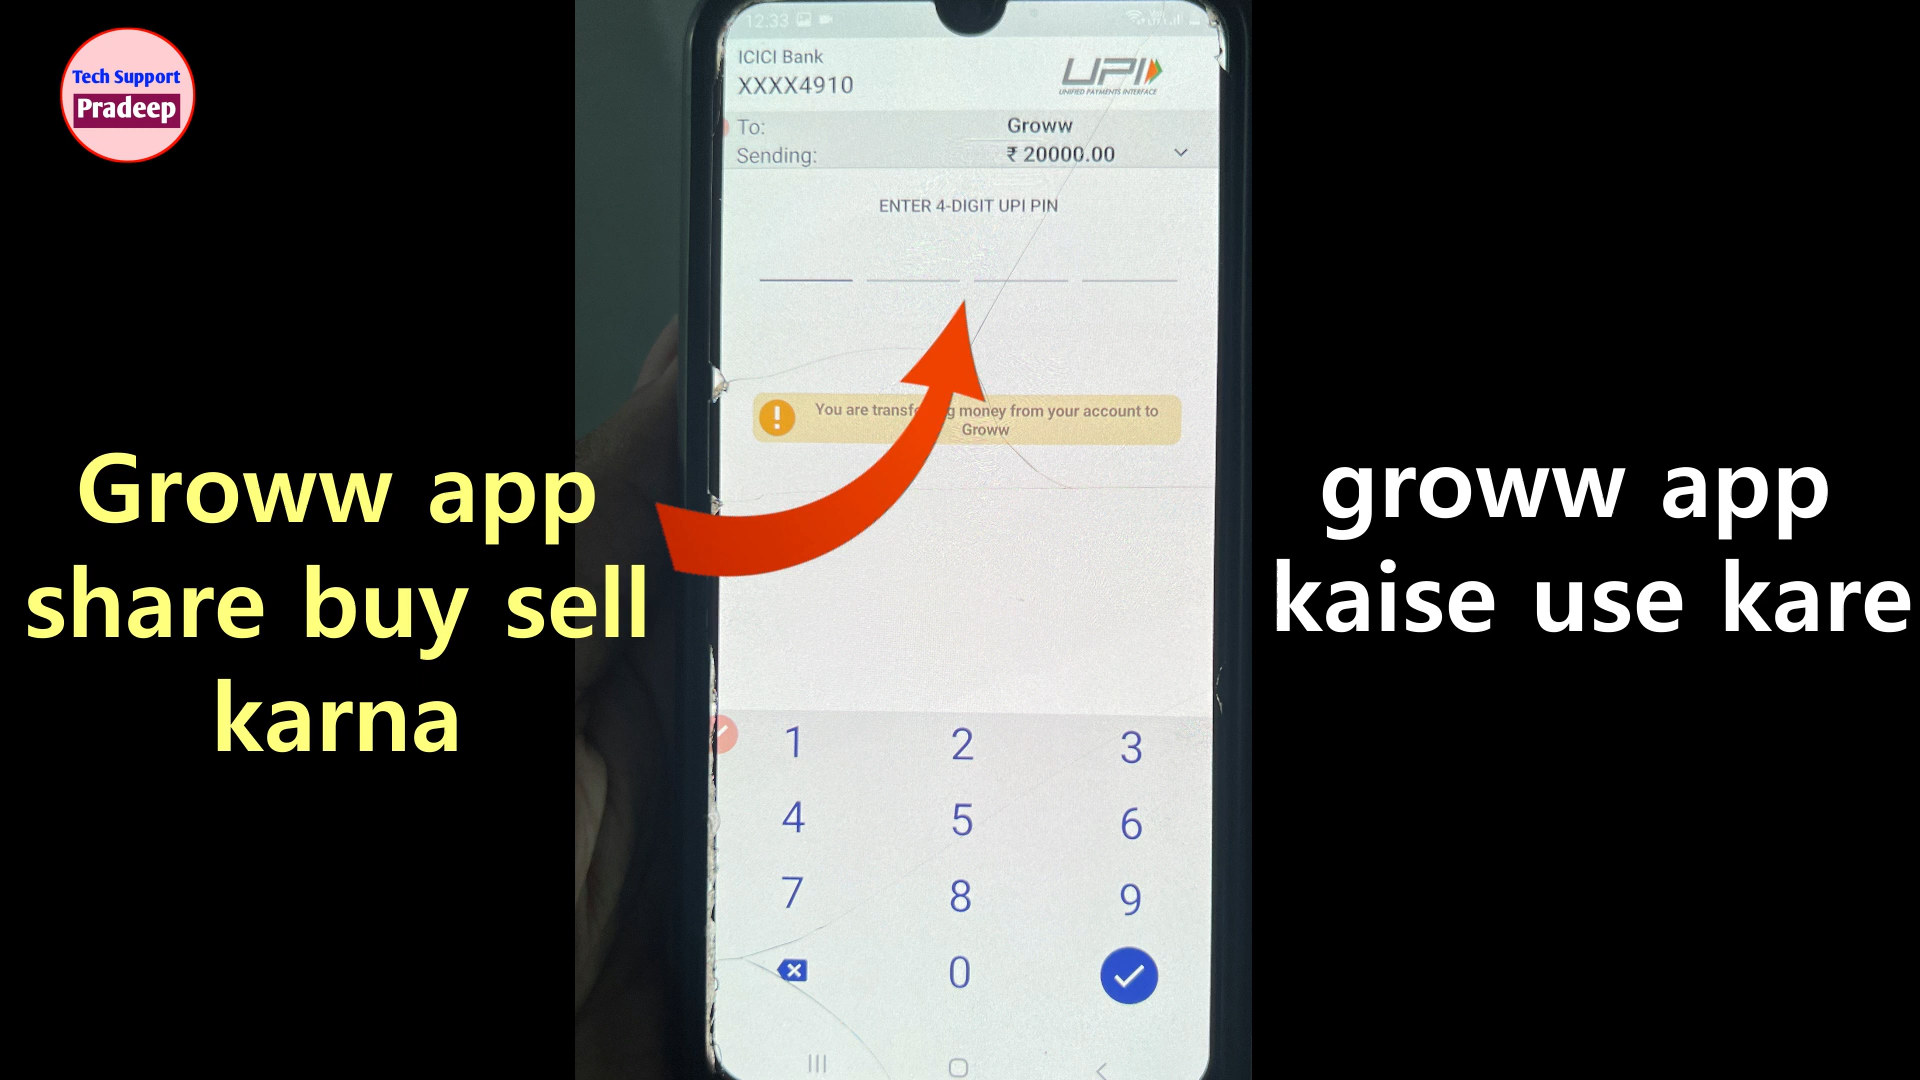 Tech Support
Pradeep
Groww app
share buy sell
karna
12.33
ICICI Bank
XXXX4910
UPI
UNIFIED PAYMENTS INTERFACE
To: Groww
Sending: ₹ 20000.00
ENTER 4-DIGIT UPI PIN
You are transf g money from your account to
Groww
1 2 3
4 5 6
7 8 9
0
groww app
kaise use kare